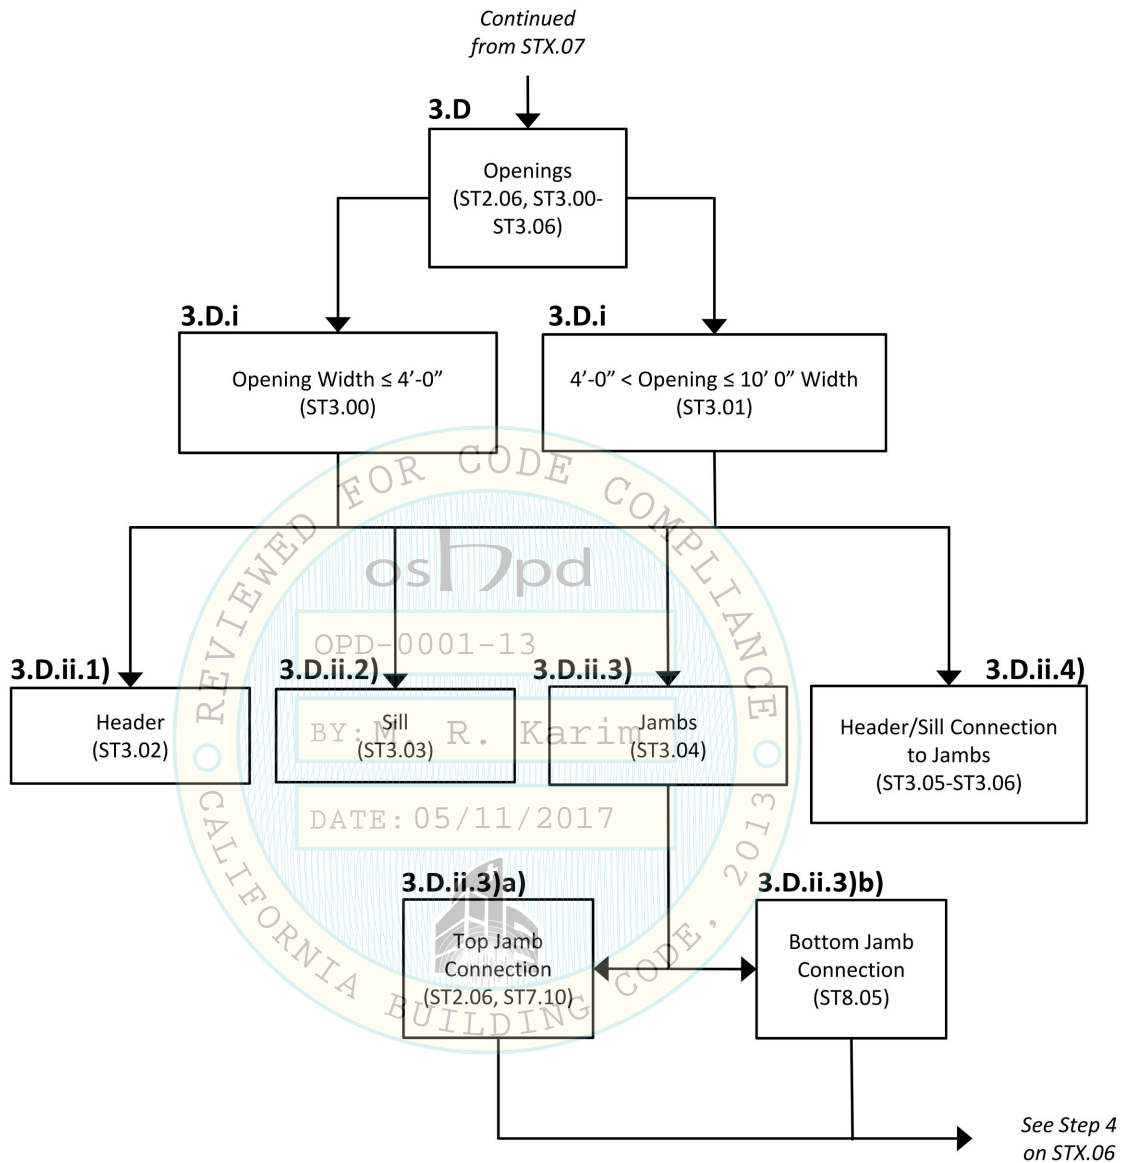 Continued
from STX.07
3.D
Openings
(ST2.06, ST3.00-
ST3.06)
3.D.i
Opening Width ≤ 4’-0”
(ST3.00)
3.D.i
4’-0” < Opening ≤ 10’ 0” Width
(ST3.01)
REVIEWED FOR CODE COMPLIANCE
oshpd
OPD-0001-13
3.D.ii.1)
Header
(ST3.02)
3.D.ii.2)
Sill
(ST3.03)
3.D.ii.3)
Jambs
(ST3.04)
3.D.ii.4)
Header/Sill Connection
to Jambs
(ST3.05-ST3.06)
BY: M. R. Karim
DATE: 05/11/2017
3.D.ii.3)a)
Top Jamb
Connection
(ST2.06, ST7.10)
3.D.ii.3)b)
Bottom Jamb
Connection
(ST8.05)
CALIFORNIA BUILDING CODE, 2013
See Step 4
on STX.06